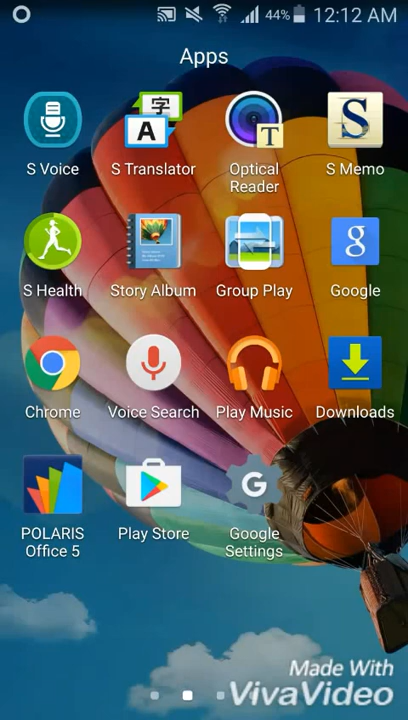 44% 12:12 AM
Apps
S Voice
S Translator
Optical
Reader
S Memo
字
A
T
S
S Health
Story Album
Group Play
Google
g
Chrome
Voice Search
Play Music
Downloads
POLARIS
Office 5
Play Store
Google
Settings
G
Made With
VivaVideo